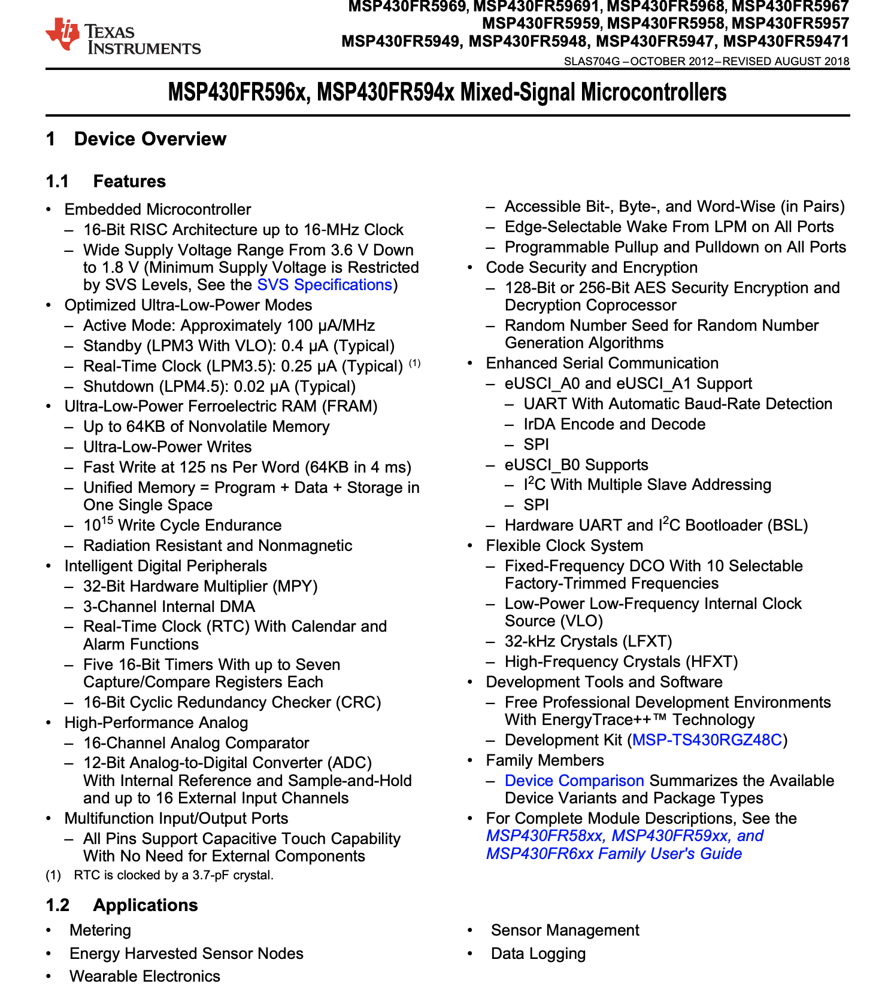 MSP430FR5969, MSP430FR59691, MSP430FR5968, MSP430FR5967
MSP430FR5959, MSP430FR5958, MSP430FR5957
MSP430FR5949, MSP430FR5948, MSP430FR5947, MSP430FR59471
SLAS704G – OCTOBER 2012 – REVISED AUGUST 2018
TEXAS
INSTRUMENTS
MSP430FR596x, MSP430FR594x Mixed-Signal Microcontrollers
1 Device Overview
1.1 Features
• Embedded Microcontroller
– 16-Bit RISC Architecture up to 16-MHz Clock
– Wide Supply Voltage Range From 3.6 V Down
to 1.8 V (Minimum Supply Voltage is Restricted
by SVS Levels, See the SVS Specifications)
• Optimized Ultra-Low-Power Modes
– Active Mode: Approximately 100 µA/MHz
– Standby (LPM3 With VLO): 0.4 µA (Typical)
– Real-Time Clock (LPM3.5): 0.25 µA (Typical) (1)
– Shutdown (LPM4.5): 0.02 µA (Typical)
• Ultra-Low-Power Ferroelectric RAM (FRAM)
– Up to 64KB of Nonvolatile Memory
– Ultra-Low-Power Writes
– Fast Write at 125 ns Per Word (64KB in 4 ms)
– Unified Memory = Program + Data + Storage in
One Single Space
– 10¹⁵ Write Cycle Endurance
– Radiation Resistant and Nonmagnetic
• Intelligent Digital Peripherals
– 32-Bit Hardware Multiplier (MPY)
– 3-Channel Internal DMA
– Real-Time Clock (RTC) With Calendar and
Alarm Functions
– Five 16-Bit Timers With up to Seven
Capture/Compare Registers Each
– 16-Bit Cyclic Redundancy Checker (CRC)
• High-Performance Analog
– 16-Channel Analog Comparator
– 12-Bit Analog-to-Digital Converter (ADC)
With Internal Reference and Sample-and-Hold
and up to 16 External Input Channels
• Multifunction Input/Output Ports
– All Pins Support Capacitive Touch Capability
With No Need for External Components
(1) RTC is clocked by a 3.7-pF crystal.
– Accessible Bit-, Byte-, and Word-Wise (in Pairs)
– Edge-Selectable Wake From LPM on All Ports
– Programmable Pullup and Pulldown on All Ports
• Code Security and Encryption
– 128-Bit or 256-Bit AES Security Encryption and
Decryption Coprocessor
– Random Number Seed for Random Number
Generation Algorithms
• Enhanced Serial Communication
– eUSCI_A0 and eUSCI_A1 Support
– UART With Automatic Baud-Rate Detection
– IrDA Encode and Decode
– SPI
– eUSCI_B0 Supports
– I²C With Multiple Slave Addressing
– SPI
– Hardware UART and I²C Bootloader (BSL)
• Flexible Clock System
– Fixed-Frequency DCO With 10 Selectable
Factory-Trimmed Frequencies
– Low-Power Low-Frequency Internal Clock
Source (VLO)
– 32-kHz Crystals (LFXT)
– High-Frequency Crystals (HFXT)
• Development Tools and Software
– Free Professional Development Environments
With EnergyTrace++™ Technology
– Development Kit (MSP-TS430RGZ48C)
• Family Members
– Device Comparison Summarizes the Available
Device Variants and Package Types
• For Complete Module Descriptions, See the
MSP430FR58xx, MSP430FR59xx, and
MSP430FR6xx Family User's Guide
1.2 Applications
• Metering
• Energy Harvested Sensor Nodes
• Wearable Electronics
• Sensor Management
• Data Logging